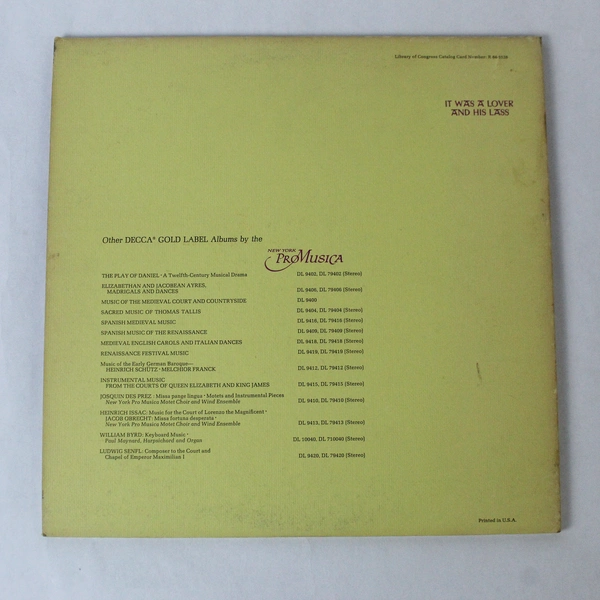 Library of Congress Catalog Card Number: R
IT WAS A LOVER
AND HIS LASS
Other DECCA® GOLD LABEL Albums by the
NEW YORK
PRO MUSICA
THE PLAY OF DANIEL · A Twelfth-Century Musical Drama DL 9402, DL 79402 (Stereo)
ELIZABETHAN AND JACOBEAN AYRES,
MADRIGALS AND DANCES DL 9406, DL 79406 (Stereo)
MUSIC OF THE MEDIEVAL COURT AND COUNTRYSIDE DL 9400
SACRED MUSIC OF THOMAS TALLIS DL 9404, DL 79404 (Stereo)
SPANISH MEDIEVAL MUSIC DL 9416, DL 79416 (Stereo)
SPANISH MUSIC OF THE RENAISSANCE DL 9409, DL 79409 (Stereo)
MEDIEVAL ENGLISH CAROLS AND ITALIAN DANCES DL 9418, DL 79418 (Stereo)
RENAISSANCE FESTIVAL MUSIC DL 9419, DL 79419 (Stereo)
Music of the Early German Baroque—
HEINRICH SCHÜTZ · MELCHIOR FRANCK DL 9412, DL 79412 (Stereo)
INSTRUMENTAL MUSIC
FROM THE COURTS OF QUEEN ELIZABETH AND KING JAMES DL 9415, DL 79415 (Stereo)
JOSQUIN DES PREZ · Missa pange lingua · Motets and Instrumental Pieces
New York Pro Musica Motet Choir and Wind Ensemble DL 9410, DL 79410 (Stereo)
HEINRICH ISSAC: Music for the Court of Lorenzo the Magnificent ·
JACOB OBRECHT: Missa fortuna desperata ·
New York Pro Musica Motet Choir and Wind Ensemble DL 9413, DL 79413 (Stereo)
WILLIAM BYRD: Keyboard Music ·
Paul Maynard, Harpsichord and Organ DL 10040, DL 710040 (Stereo)
LUDWIG SENFL: Composer to the Court and
Chapel of Emperor Maximilian I DL 9420, DL 79420 (Stereo)
Printed in U.S.A.